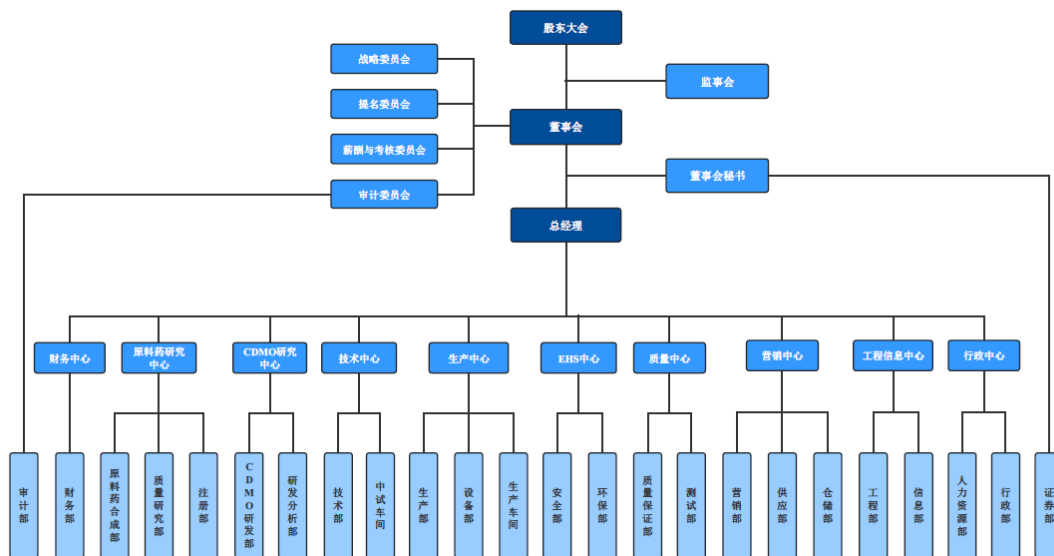 股东大会
战略委员会
监事会
提名委员会
董事会
薪酬与考核委员会
董事会秘书
审计委员会
总经理
财务中心
原料药研究
中心
CDMO研究
中心
技术中心
生产中心
EHS中心
质量中心
营销中心
工程信息中心
行政中心
审计部
财务部
原料药合成部
质量研究部
注册部
CDMO研发部
研发分析部
技术部
中试车间
生产部
设备部
生产车间
安全部
环保部
质量保证部
测试部
营销部
供应部
仓储部
工程部
信息部
人力资源部
行政部
证券部